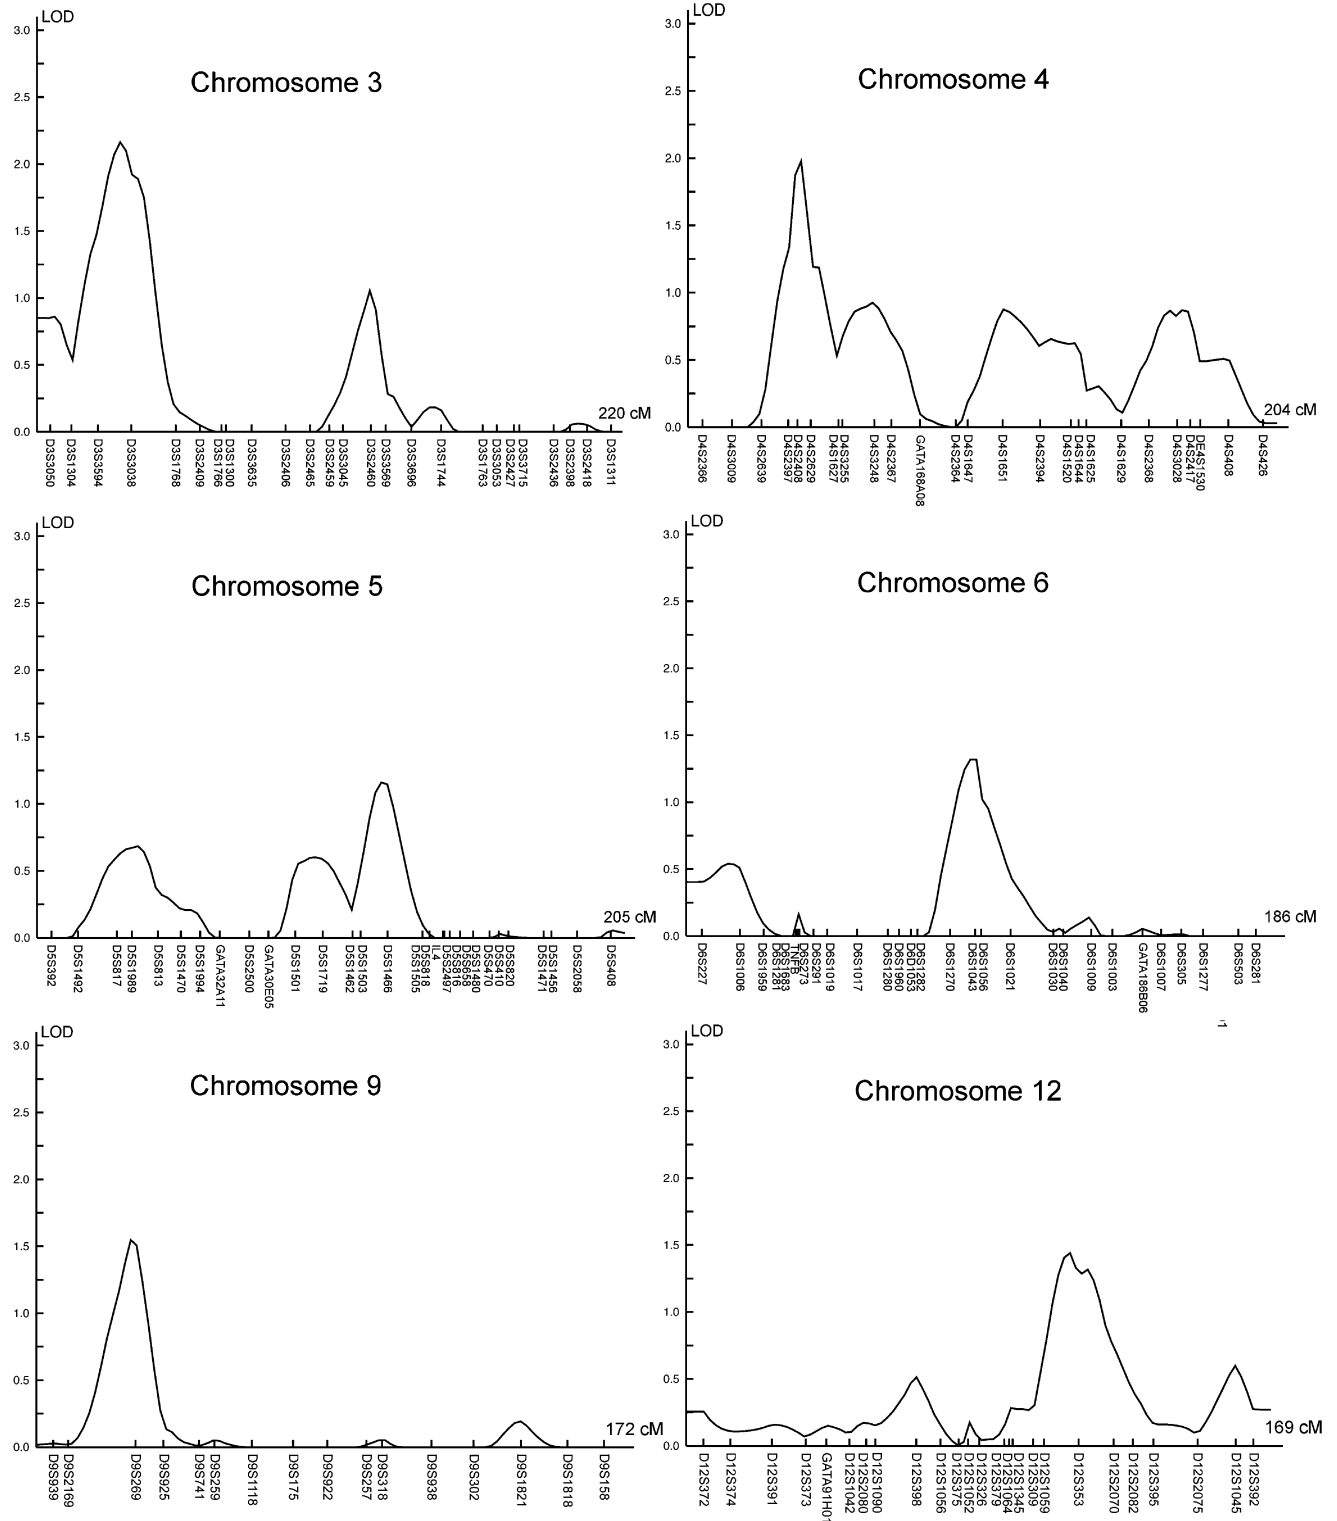 LOD
3.0
2.5
2.0
1.5
1.0
0.5
0.0
Chromosome 3
220 cM
D3S3050
D3S1304
D3S3594
D3S3038
D3S1768
D3S2409
D3S1766
D3S1300
D3S3635
D3S2406
D3S2465
D3S2459
D3S3045
D3S2460
D3S3569
D3S3696
D3S1744
D3S1763
D3S3053
D3S2427
D3S3715
D3S2436
D3S2398
D3S2418
D3S1311
LOD
3.0
2.5
2.0
1.5
1.0
0.5
0.0
Chromosome 4
204 cM
D4S2366
D4S3009
D4S2639
D4S2397
D4S2408
D4S2629
D4S1627
D4S3255
D4S3248
D4S2367
GATA168A08
D4S2364
D4S1647
D4S1651
D4S2394
D4S1520
D4S1644
D4S1625
D4S1629
D4S2368
D4S3028
D4S2417
DE4S1530
D4S408
D4S426
LOD
3.0
2.5
2.0
1.5
1.0
0.5
0.0
Chromosome 5
205 cM
D5S392
D5S1492
D5S817
D5S1989
D5S813
D5S1470
D5S1994
GATA32A11
D5S2500
GATA30E05
D5S1501
D5S1719
D5S1462
D5S1503
D5S1466
D5S1505
D5S818
IL4
D5S2497
D5S816
D5S658
D5S1480
D5S470
D5S410
D5S820
D5S1471
D5S1456
D5S2058
D5S408
LOD
3.0
2.5
2.0
1.5
1.0
0.5
0.0
Chromosome 6
186 cM
D6S227
D6S1006
D6S1959
D6S1281
D6S1683
TNFB
D6S273
D6S291
D6S1019
D6S1017
D6S1280
D6S1960
D6S1053
D6S1282
D6S1270
D6S1043
D6S1056
D6S1021
D6S1030
D6S1040
D6S1009
D6S1003
GATA186B06
D6S1007
D6S305
D6S1277
D6S503
D6S281
LOD
3.0
2.5
2.0
1.5
1.0
0.5
0.0
Chromosome 9
172 cM
D9S939
D9S2169
D9S269
D9S925
D9S741
D9S259
D9S1118
D9S175
D9S922
D9S257
D9S318
D9S938
D9S302
D9S1821
D9S1818
D9S158
LOD
3.0
2.5
2.0
1.5
1.0
0.5
0.0
Chromosome 12
169 cM
D12S372
D12S374
D12S391
D12S373
GATA91H01
D12S1042
D12S2080
D12S1090
D12S398
D12S1056
D12S375
D12S1052
D12S326
D12S379
D12S1064
D12S1345
D12S309
D12S1059
D12S353
D12S2070
D12S2082
D12S395
D12S2075
D12S1045
D12S392